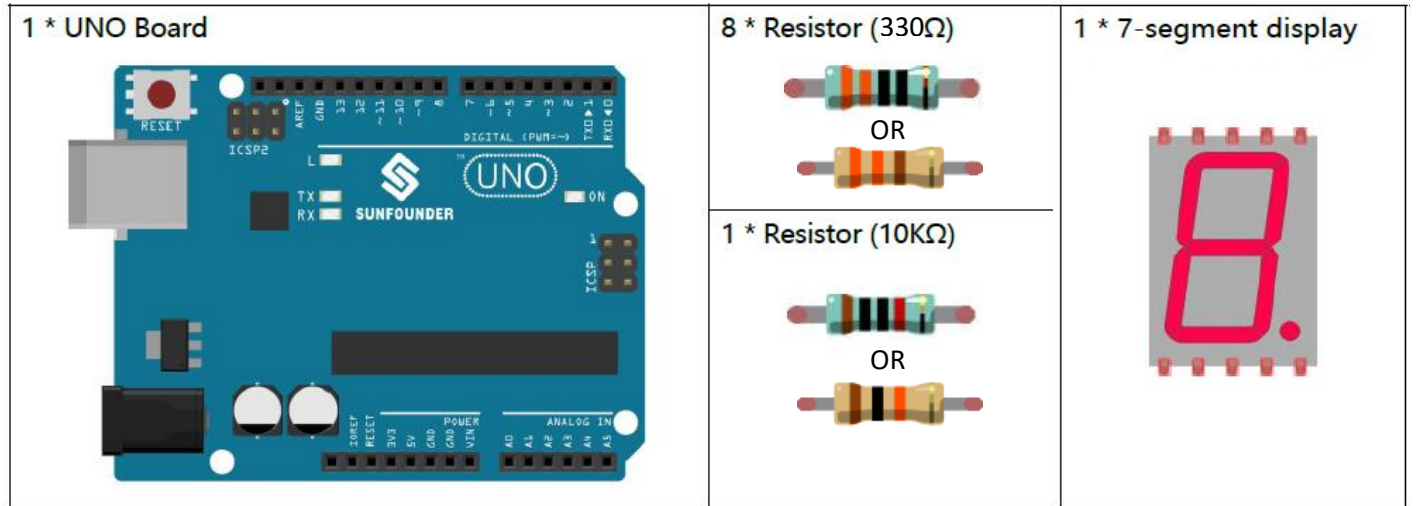 1 * UNO Board
8 * Resistor (330Ω)
1 * 7-segment display
OR
1 * Resistor (10KΩ)
OR
RESET
ICSP2
AREF
GND
13
12
~11
~10
~9
8
7
~6
~5
4
~3
2
TXD ▶ 1
RXD ◀ 0
DIGITAL (PWM=~)
L
TX
RX
SUNFOUNDER
™
UNO
ON
1
ICSP
POWER
ANALOG IN
IOREF
RESET
3V3
5V
GND
GND
VIN
A0
A1
A2
A3
A4
A5